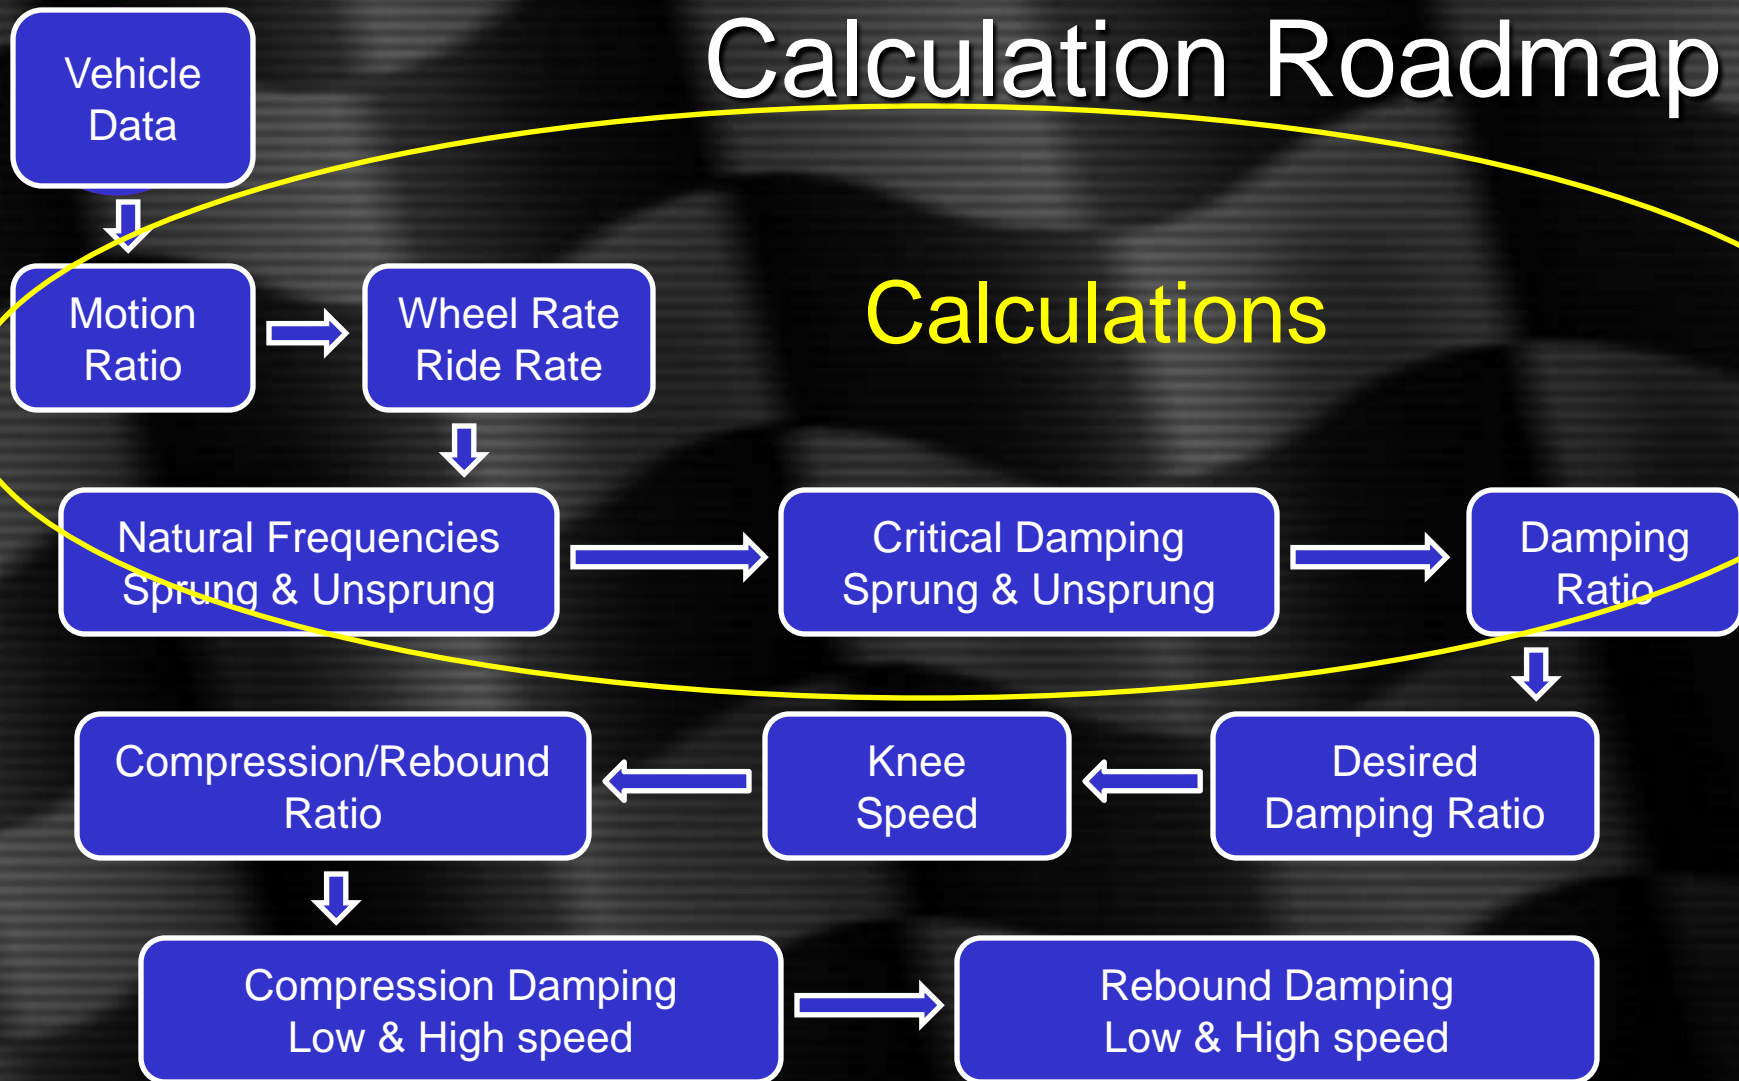 Calculation Roadmap
Vehicle
Data
Motion
Ratio
Wheel Rate
Ride Rate
Calculations
Natural Frequencies
Sprung & Unsprung
Critical Damping
Sprung & Unsprung
Damping
Ratio
Desired
Damping Ratio
Knee
Speed
Compression/Rebound
Ratio
Compression Damping
Low & High speed
Rebound Damping
Low & High speed